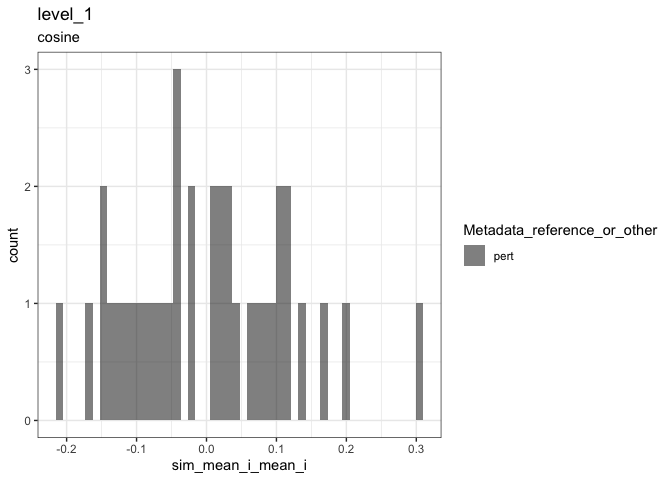 level_1
cosine
3
2
1
0
count
-0.2
-0.1
0.0
0.1
0.2
0.3
sim_mean_i_mean_i
Metadata_reference_or_other
pert